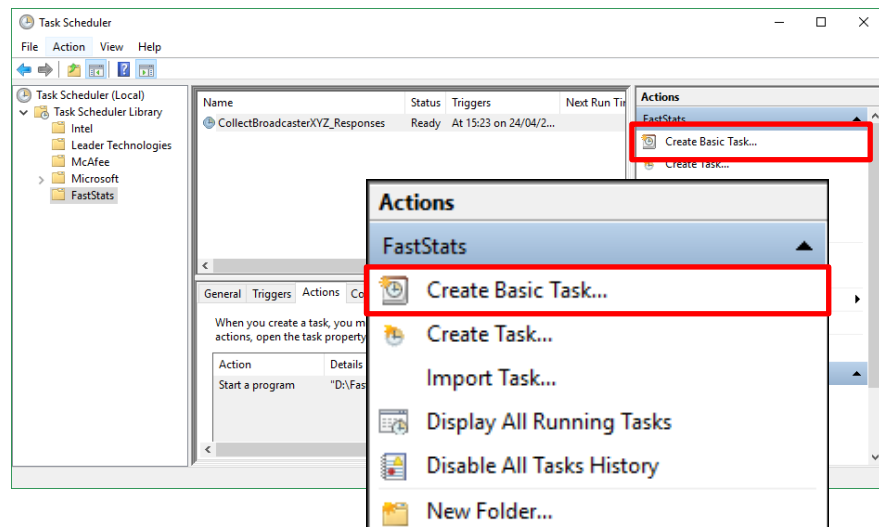 Task Scheduler
File Action View Help
Task Scheduler (Local)
Task Scheduler Library
Intel
Leader Technologies
McAfee
Microsoft
FastStats
Name Status Triggers Next Run Tir
CollectBroadcasterXYZ_Responses Ready At 15:23 on 24/04/2...
General Triggers Actions Co
When you create a task, you m
actions, open the task property
Action Details
Start a program "D:\Fas
Actions
FastStats
Create Basic Task...
Create Task...
Actions
FastStats
Create Basic Task...
Create Task...
Import Task...
Display All Running Tasks
Disable All Tasks History
New Folder...